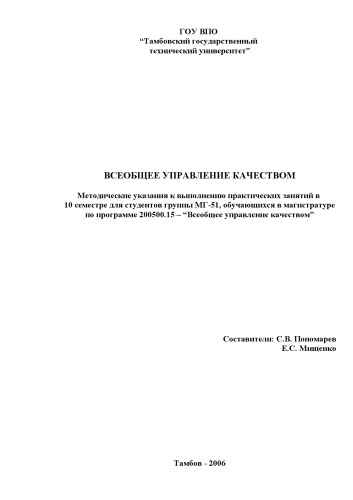 ГОУ ВПО
“Тамбовский государственный
технический университет”
ВСЕОБЩЕЕ УПРАВЛЕНИЕ КАЧЕСТВОМ
Методические указания к выполнению практических занятий в
10 семестре для студентов группы МГ-51, обучающихся в магистратуре
по программе 200500.15 – “Всеобщее управление качеством”
Составители: С.В. Пономарев
Е.С. Мищенко
Тамбов - 2006